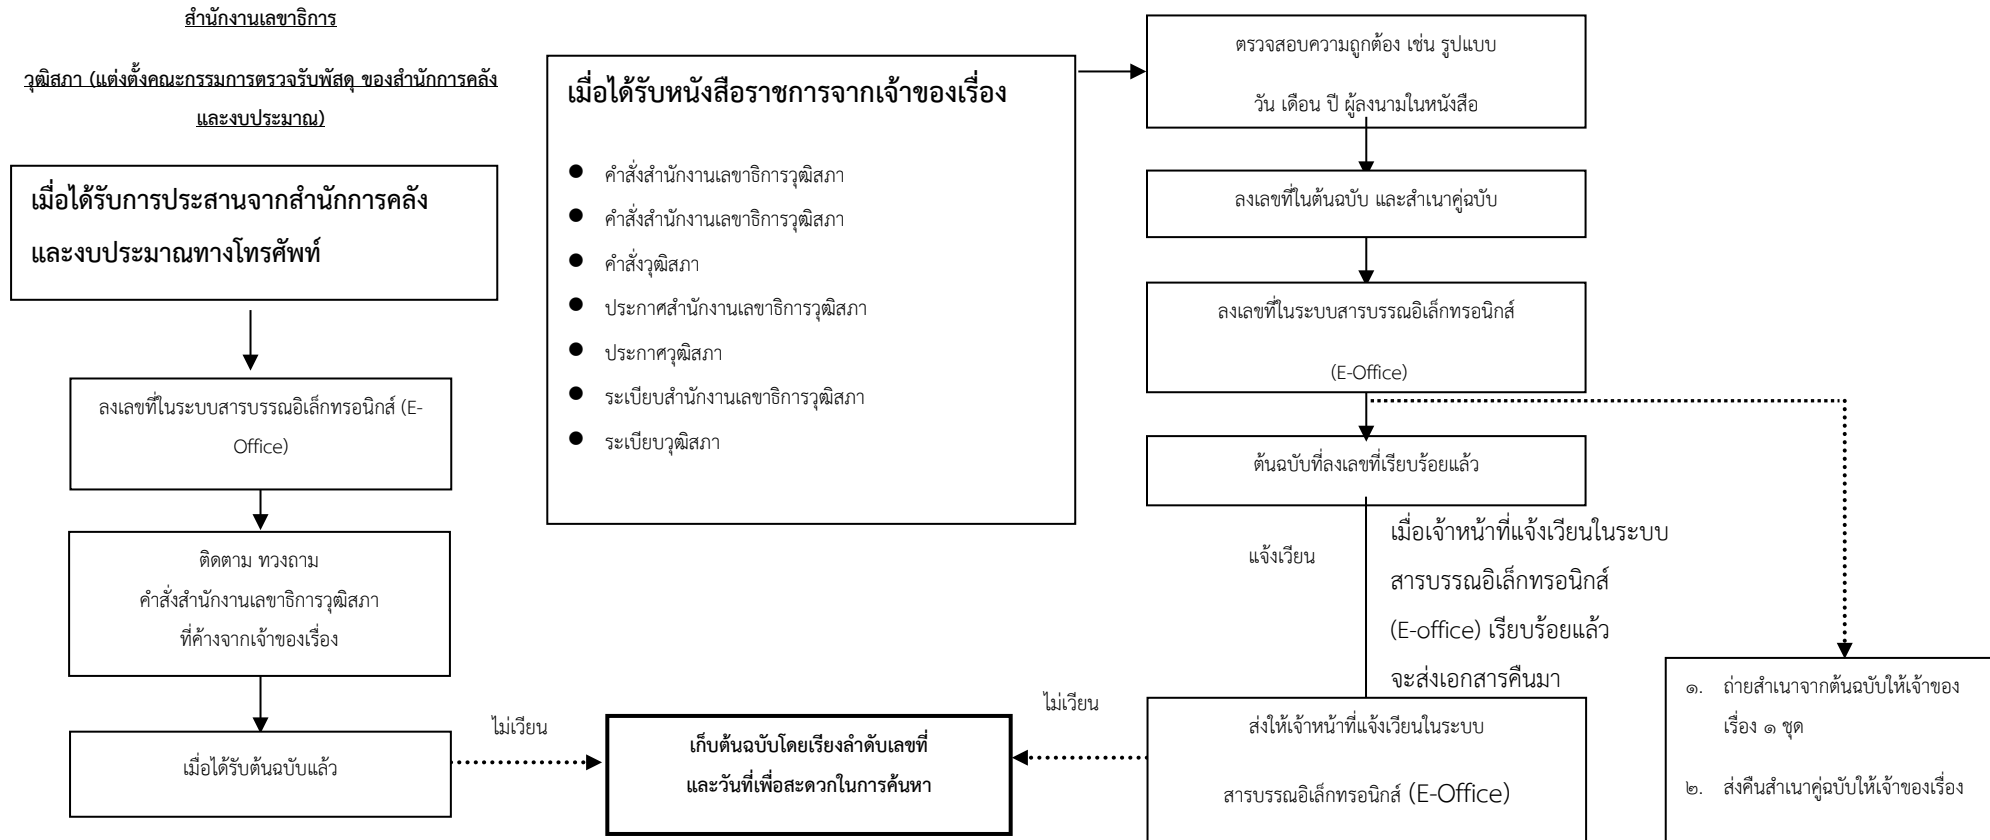 สำนักงานเลขาธิการ
วุฒิสภา (แต่งตั้งคณะกรรมการตรวจรับพัสดุ ของสำนักการคลัง
และงบประมาณ)
เมื่อได้รับการประสานจากสำนักการคลัง
และงบประมาณทางโทรศัพท์
ลงเลขที่ในระบบสารบรรณอิเล็กทรอนิกส์ (E-
Office)
ติดตาม ทวงถาม
คำสั่งสำนักงานเลขาธิการวุฒิสภา
ที่ค้างจากเจ้าของเรื่อง
เมื่อได้รับต้นฉบับแล้ว
ไม่เวียน
เมื่อได้รับหนังสือราชการจากเจ้าของเรื่อง
● คำสั่งสำนักงานเลขาธิการวุฒิสภา
● คำสั่งสำนักงานเลขาธิการวุฒิสภา
● คำสั่งวุฒิสภา
● ประกาศสำนักงานเลขาธิการวุฒิสภา
● ประกาศวุฒิสภา
● ระเบียบสำนักงานเลขาธิการวุฒิสภา
● ระเบียบวุฒิสภา
เก็บต้นฉบับโดยเรียงลำดับเลขที่
และวันที่เพื่อสะดวกในการค้นหา
ตรวจสอบความถูกต้อง เช่น รูปแบบ
วัน เดือน ปี ผู้ลงนามในหนังสือ
ลงเลขที่ในต้นฉบับ และสำเนาคู่ฉบับ
ลงเลขที่ในระบบสารบรรณอิเล็กทรอนิกส์
(E-Office)
ต้นฉบับที่ลงเลขที่เรียบร้อยแล้ว
แจ้งเวียน
เมื่อเจ้าหน้าที่แจ้งเวียนในระบบ
สารบรรณอิเล็กทรอนิกส์
(E-office) เรียบร้อยแล้ว
จะส่งเอกสารคืนมา
ไม่เวียน
ส่งให้เจ้าหน้าที่แจ้งเวียนในระบบ
สารบรรณอิเล็กทรอนิกส์ (E-Office)
๑. ถ่ายสำเนาจากต้นฉบับให้เจ้าของ
เรื่อง ๑ ชุด
๒. ส่งคืนสำเนาคู่ฉบับให้เจ้าของเรื่อง